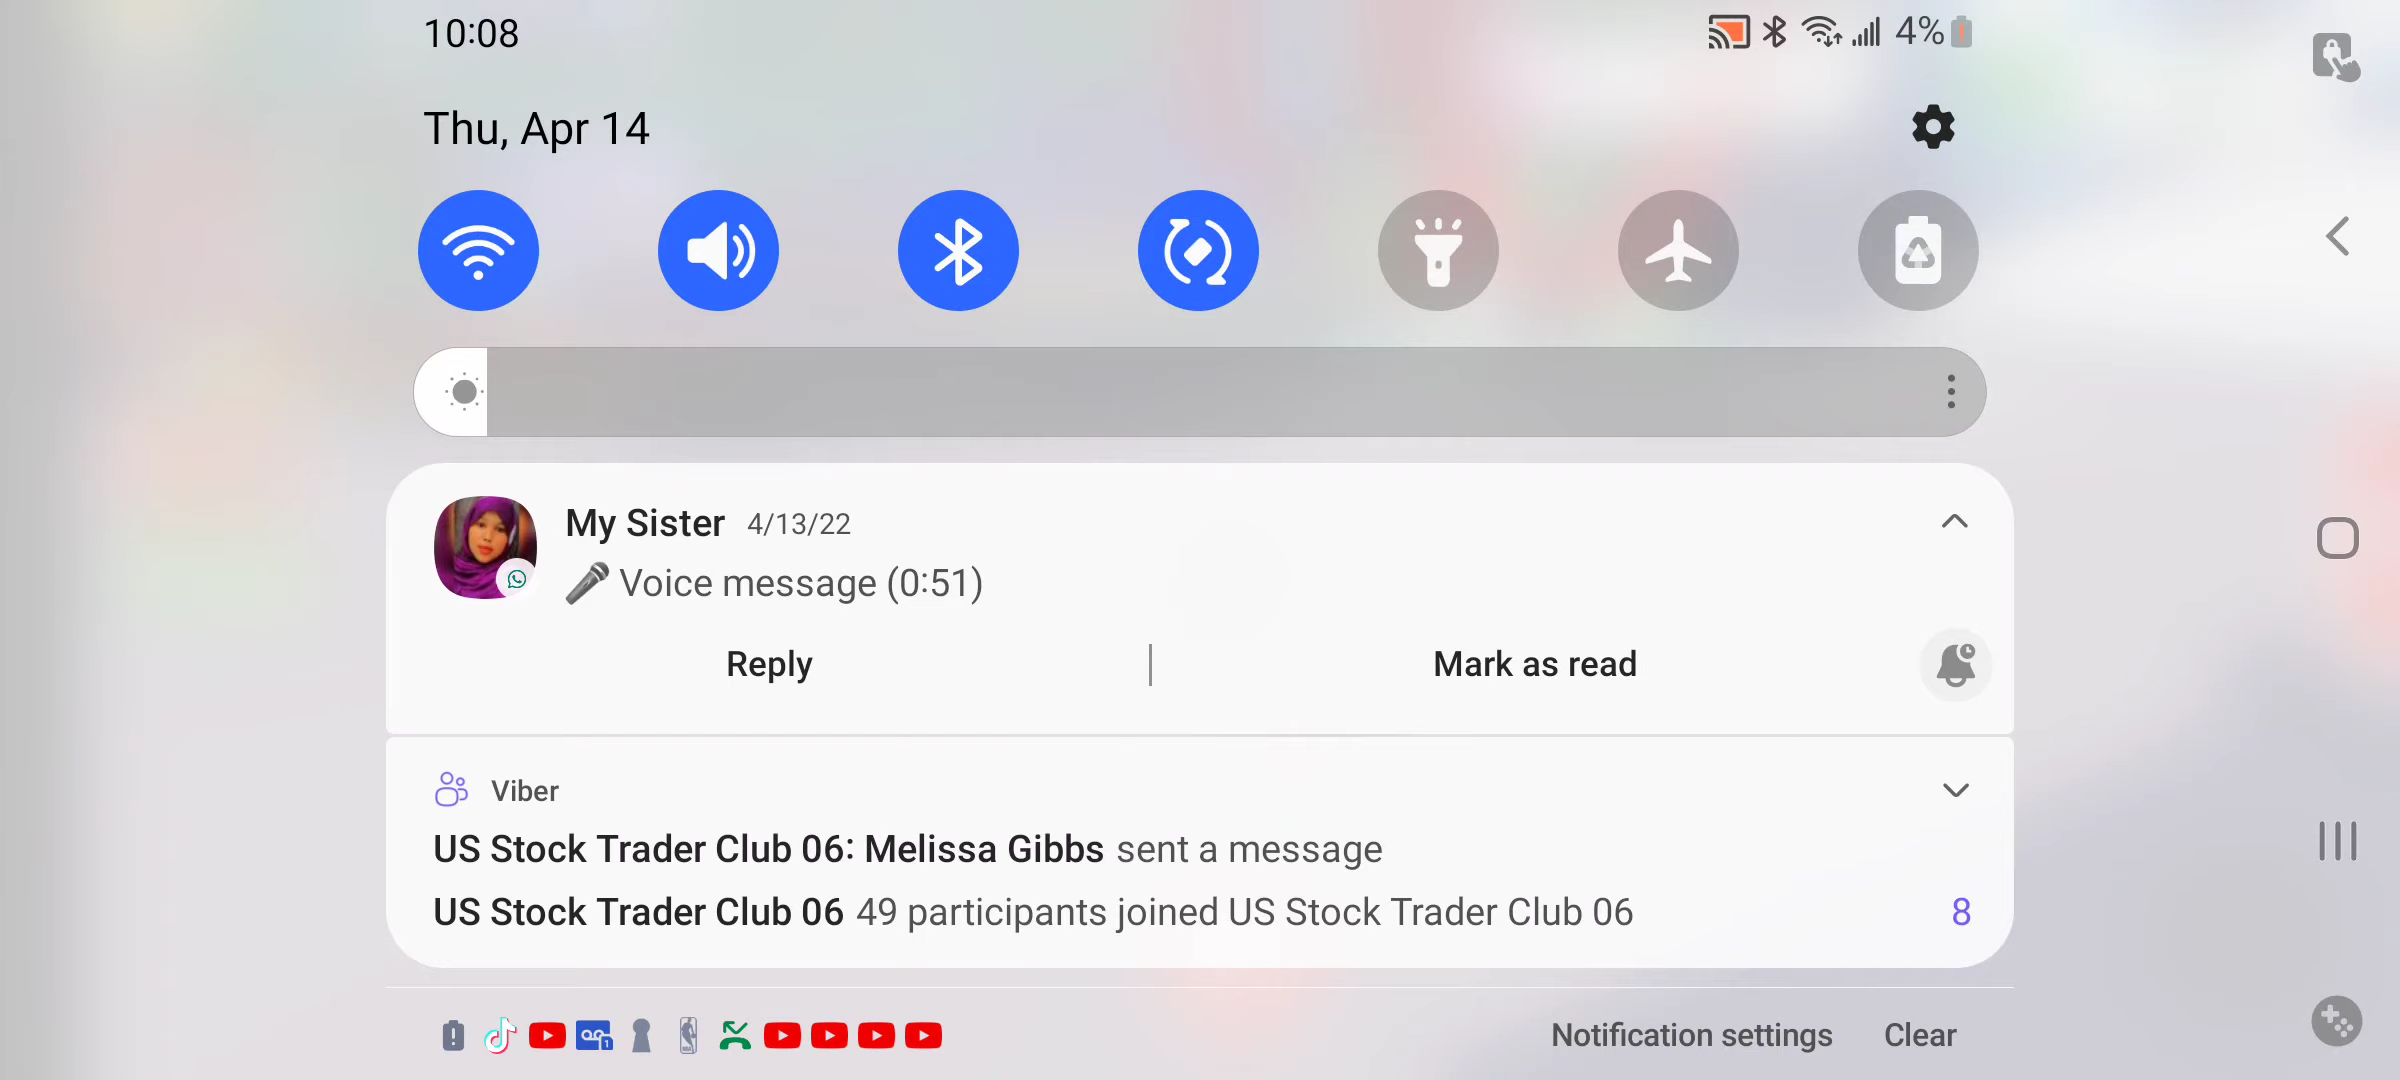 10:08
4%
Thu, Apr 14
My Sister 4/13/22
🎤 Voice message (0:51)
Reply
Mark as read
Viber
US Stock Trader Club 06: Melissa Gibbs sent a message
US Stock Trader Club 06 49 participants joined US Stock Trader Club 06 8
Notification settings Clear